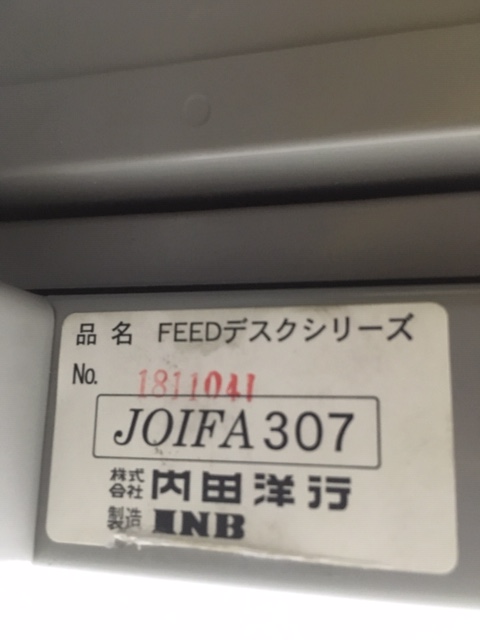 品名 FEEDデスクシリーズ
No. 1811041
JOIFA 307
株式会社 内田洋行
製造 INB